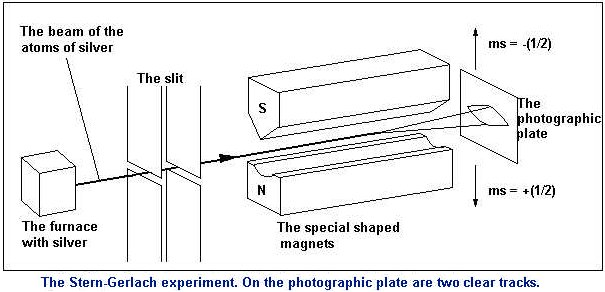 The beam of the
atoms of silver
The slit
ms = -(1/2)
S
The
photographic
plate
N
ms = +(1/2)
The furnace
with silver
The special shaped
magnets
The Stern-Gerlach experiment. On the photographic plate are two clear tracks.